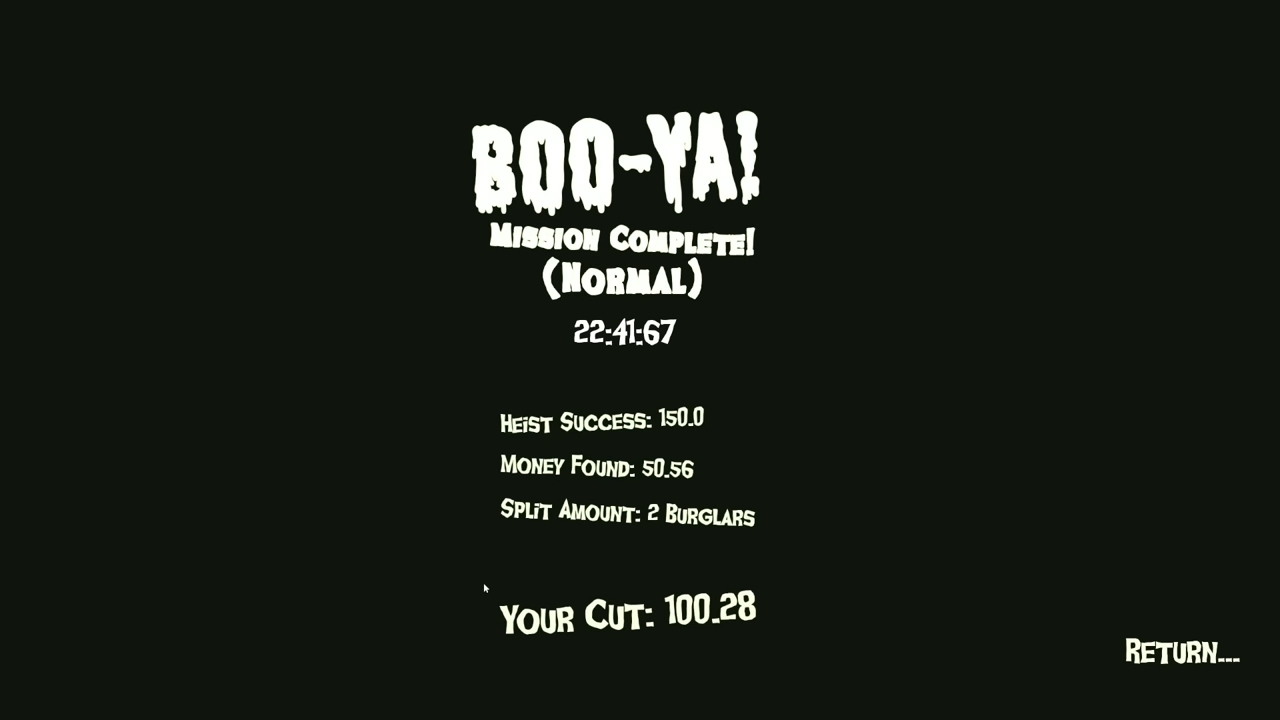 BOO-YA!
Mission Complete!
(Normal)
22:41:67
Heist Success: 150.0
Money Found: 50.56
Split Amount: 2 Burglars
Your Cut: 100.28
Return...